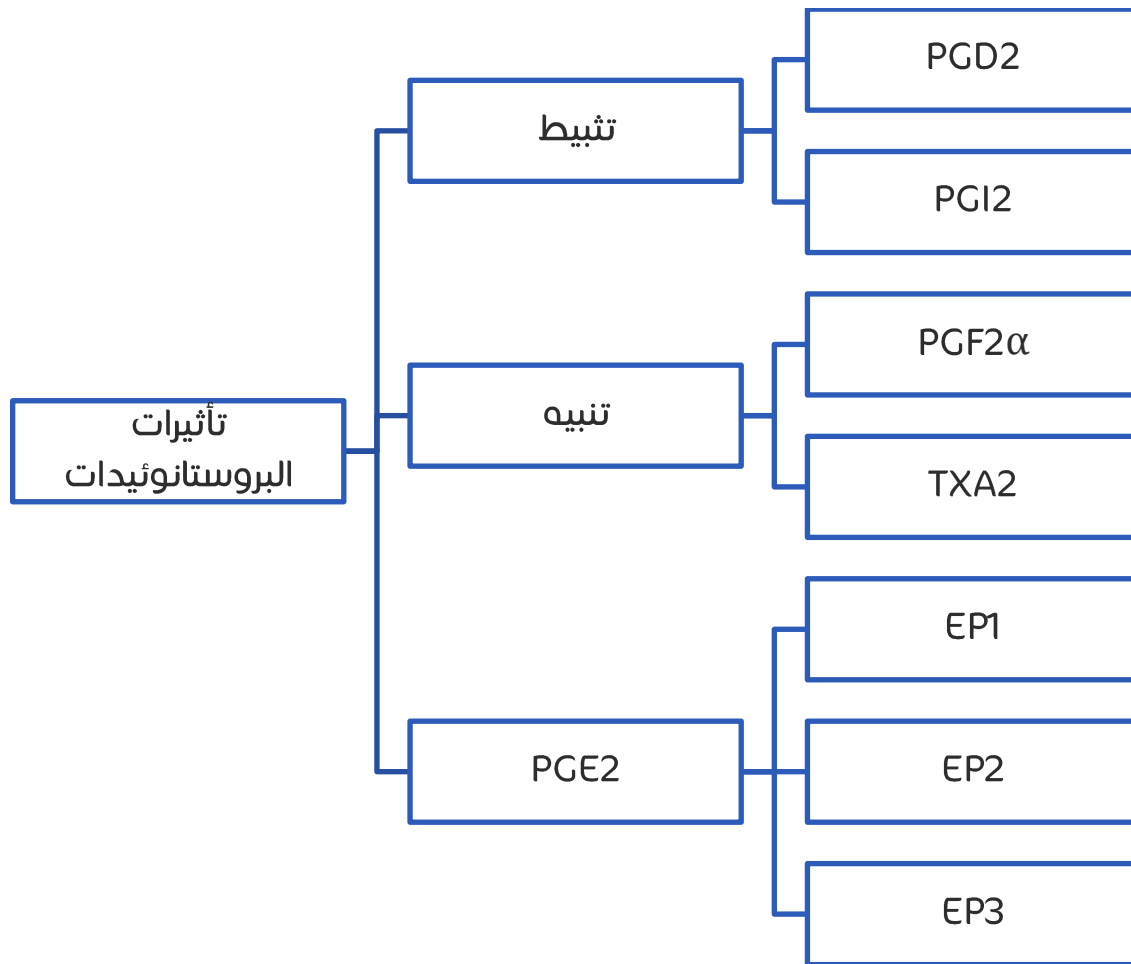 تأثيرات
البروستانوئيدات
تثبيط
PGD2
PGI2
تنبيه
PGF2α
TXA2
PGE2
EP1
EP2
EP3